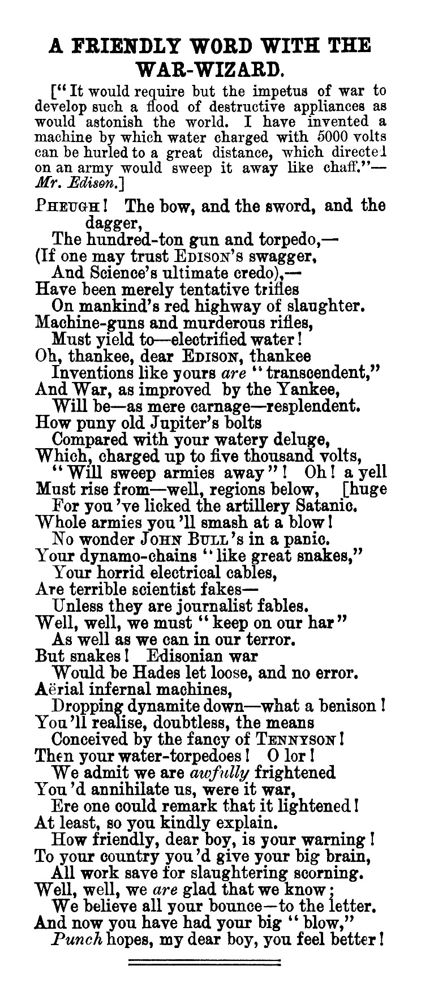 A FRIENDLY WORD WITH THE
WAR-WIZARD.
["It would require but the impetus of war to
develop such a flood of destructive appliances as
would astonish the world. I have invented a
machine by which water charged with 5000 volts
can be hurled to a great distance, which directed
on an army would sweep it away like chaff."—
Mr. Edison.]
PHEUGH! The bow, and the sword, and the
dagger,
The hundred-ton gun and torpedo,—
(If one may trust EDISON'S swagger,
And Science's ultimate credo),—
Have been merely tentative trifles
On mankind's red highway of slaughter.
Machine-guns and murderous rifles,
Must yield to—electrified water!
Oh, thankee, dear EDISON, thankee
Inventions like yours are "transcendent,"
And War, as improved by the Yankee,
Will be—as mere carnage—resplendent.
How puny old Jupiter's bolts
Compared with your watery deluge,
Which, charged up to five thousand volts,
"Will sweep armies away"! Oh! a yell
Must rise from—well, regions below, [huge
For you've licked the artillery Satanic.
Whole armies you'll smash at a blow!
No wonder JOHN BULL's in a panic.
Your dynamo-chains "like great snakes,"
Your horrid electrical cables,
Are terrible scientist fakes—
Unless they are journalist fables.
Well, well, we must "keep on our har"
As well as we can in our terror.
But snakes! Edisonian war
Would be Hades let loose, and no error.
Aërial infernal machines,
Dropping dynamite down—what a benison!
You'll realise, doubtless, the means
Conceived by the fancy of TENNYSON!
Then your water-torpedoes! O lor!
We admit we are awfully frightened
You'd annihilate us, were it war,
Ere one could remark that it lightened!
At least, so you kindly explain.
How friendly, dear boy, is your warning!
To your country you'd give your big brain,
All work save for slaughtering scorning.
Well, well, we are glad that we know;
We believe all your bounce—to the letter.
And now you have had your big "blow,"
Punch hopes, my dear boy, you feel better!